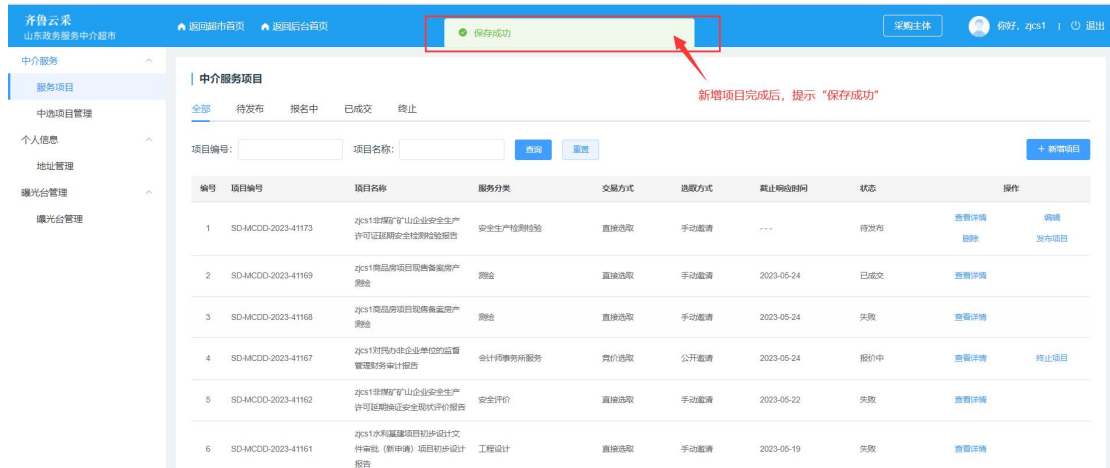 齐鲁云采
山东政务服务中介超市
返回超市首页 返回后台首页
保存成功
采购主体
你好，zjcs1 | 退出
新增项目完成后，提示“保存成功”
中介服务
服务项目
中选项目管理
个人信息
地址管理
曝光台管理
曝光台管理
中介服务项目
全部 待发布 报名中 已成交 终止
项目编号： 项目名称： 查询 重置 + 新增项目
编号 项目编号 项目名称 服务分类 交易方式 选取方式 截止响应时间 状态 操作
1 SD-MCDD-2023-41173 zjcs1非煤矿矿山企业安全生产 安全生产检测检验 直接选取 手动邀请 - - - 待发布 查看详情 编辑
许可证延期安全检测检验报告 删除 发布项目
2 SD-MCDD-2023-41169 zjcs1商品房项目现售备案房产 测绘 直接选取 手动邀请 2023-05-24 已成交 查看详情
测绘
3 SD-MCDD-2023-41168 zjcs1商品房项目现售备案房产 测绘 直接选取 手动邀请 2023-05-24 失败 查看详情
测绘
4 SD-MCDD-2023-41167 zjcs1对民办非企业单位的监督 会计师事务所服务 竞价选取 公开邀请 2023-05-24 报价中 查看详情 终止项目
管理财务审计报告
5 SD-MCDD-2023-41162 zjcs1非煤矿矿山企业安全生产 安全评价 直接选取 手动邀请 2023-05-22 失败 查看详情
许可延期换证安全现状评价报告
6 SD-MCDD-2023-41161 zjcs1水利基建项目初步设计文 工程设计 直接选取 手动邀请 2023-05-19 失败 查看详情
件审批（新申请）项目初步设计
报告